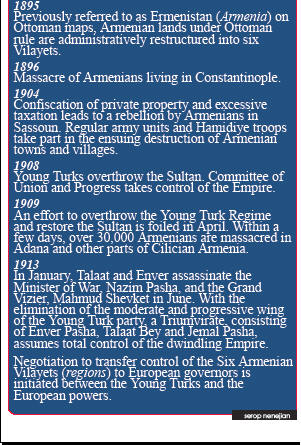 1895
Previously referred to as Ermenistan (Armenia) on
Ottoman maps, Armenian lands under Ottoman
rule are administratively restructured into six
Vilayets.
1896
Massacre of Armenians living in Constantinople.
1904
Confiscation of private property and excessive
taxation leads to a rebellion by Armenians in
Sassoun. Regular army units and Hamidiye troops
take part in the ensuing destruction of Armenian
towns and villages.
1908
Young Turks overthrow the Sultan. Committee of
Union and Progress takes control of the Empire.
1909
An effort to overthrow the Young Turk Regime
and restore the Sultan is foiled in April. Within a
few days, over 30,000 Armenians are massacred in
Adana and other parts of Cilician Armenia.
1913
In January, Talaat and Enver assassinate the
Minister of War, Nazim Pasha, and the Grand
Vizier, Mahmud Shevket in June. With the
elimination of the moderate and progressive wing
of the Young Turk party, a Triumvirate, consisting
of Enver Pasha, Talaat Bey and Jemal Pasha,
assumes total control of the dwindling Empire.
Negotiation to transfer control of the Six Armenian
Vilayets (regions) to European governors is
initiated between the Young Turks and the
European powers.
serop nenejian